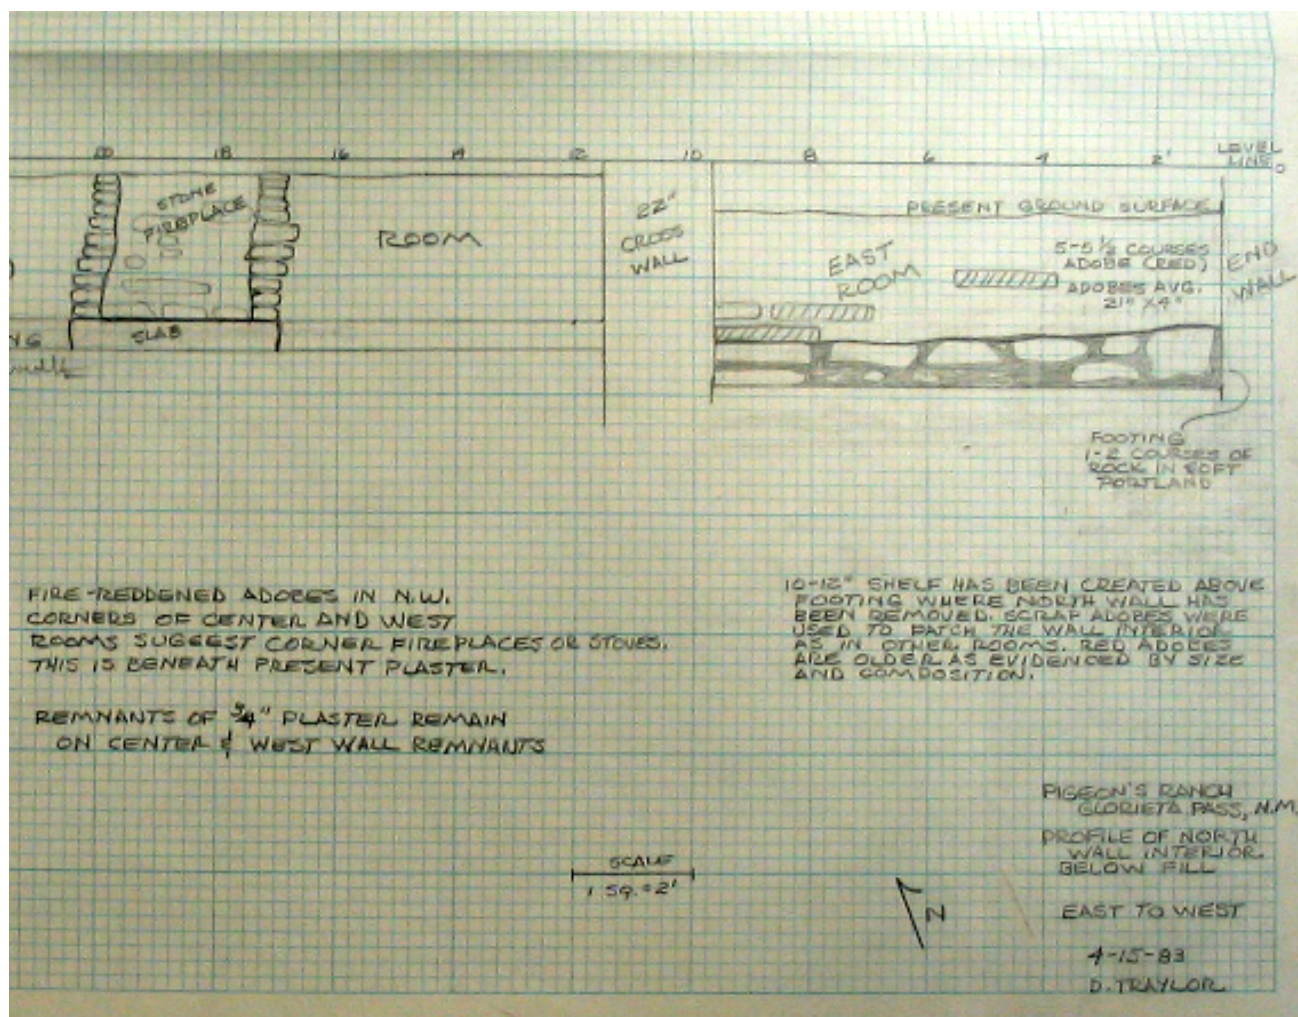 20 18 16 14 12 10 8 6 4 2'
LEVEL
LINE 0
STONE
FIREPLACE
ROOM
SLAB
22"
CROSS
WALL
PRESENT GROUND SURFACE
EAST
ROOM
5-5 ½ COURSES
ADOBE (RED)
ADOBES AVG.
21" X 4"
END
WALL
FOOTING
1-2 COURSES OF
ROCK IN SOFT
PORTLAND
FIRE-REDDENED ADOBES IN N.W.
CORNERS OF CENTER AND WEST
ROOMS SUGGEST CORNER FIREPLACES OR STOVES.
THIS IS BENEATH PRESENT PLASTER.
REMNANTS OF 3/4" PLASTER REMAIN
ON CENTER & WEST WALL REMNANTS
10-12" SHELF HAS BEEN CREATED ABOVE
FOOTING WHERE NORTH WALL HAS
BEEN REMOVED. SCRAP ADOBES WERE
USED TO PATCH THE WALL INTERIOR
AS IN OTHER ROOMS. RED ADOBES
ARE OLDER AS EVIDENCED BY SIZE
AND COMPOSITION.
SCALE
1 SQ. = 2'
N
PIGEON'S RANCH
GLORIETA PASS, N.M.
PROFILE OF NORTH
WALL INTERIOR
BELOW FILL
EAST TO WEST
4-15-83
D. TRAYLOR